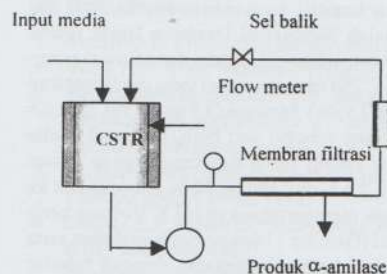 Input media
Sel balik
Flow meter
CSTR
Membran filtrasi
Produk α-amilase